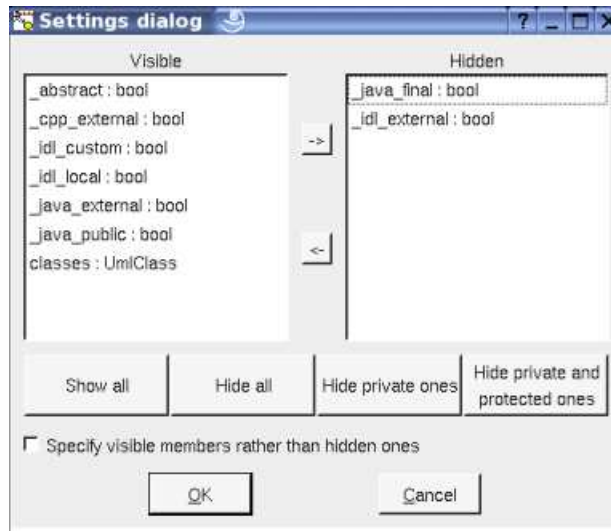 Settings dialog
?
Visible
Hidden
_abstract : bool
_cpp_external : bool
_idl_custom : bool
_idl_local : bool
_java_external : bool
_java_public : bool
classes : UmlClass
->
<-
_java_final : bool
_idl_external : bool
Show all
Hide all
Hide private ones
Hide private and
protected ones
Specify visible members rather than hidden ones
OK
Cancel